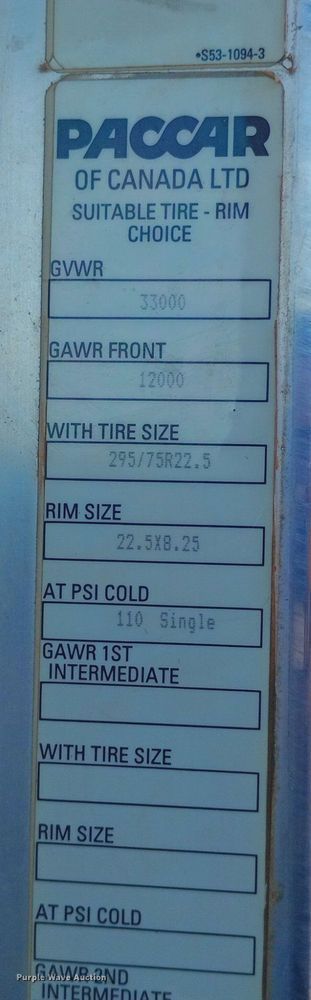 •S53-1094-3
PACCAR
OF CANADA LTD
SUITABLE TIRE - RIM
CHOICE
GVWR
33000
GAWR FRONT
12000
WITH TIRE SIZE
295/75R22.5
RIM SIZE
22.5X8.25
AT PSI COLD
110 Single
GAWR 1ST
INTERMEDIATE
WITH TIRE SIZE
RIM SIZE
AT PSI COLD
Purple Wave Auction
GAWR 2ND
INTERMEDIATE